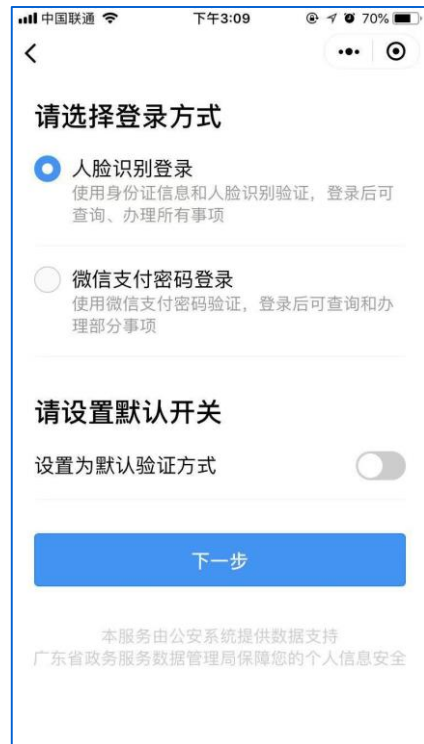 中国联通 下午3:09 70%
请选择登录方式
人脸识别登录
使用身份证信息和人脸识别验证，登录后可
查询、办理所有事项
微信支付密码登录
使用微信支付密码验证，登录后可查询和办
理部分事项
请设置默认开关
设置为默认验证方式
下一步
本服务由公安系统提供数据支持
广东省政务服务数据管理局保障您的个人信息安全